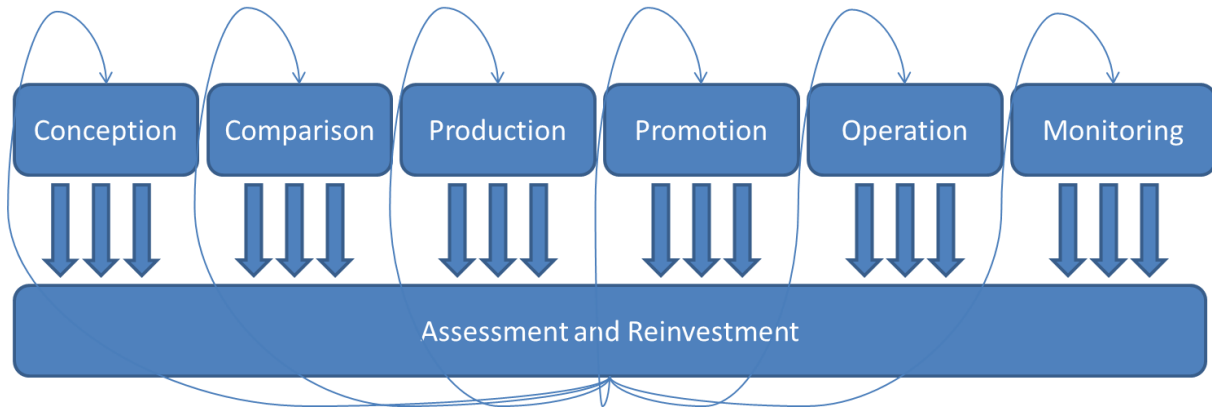 Conception
Comparison
Production
Promotion
Operation
Monitoring
Assessment and Reinvestment